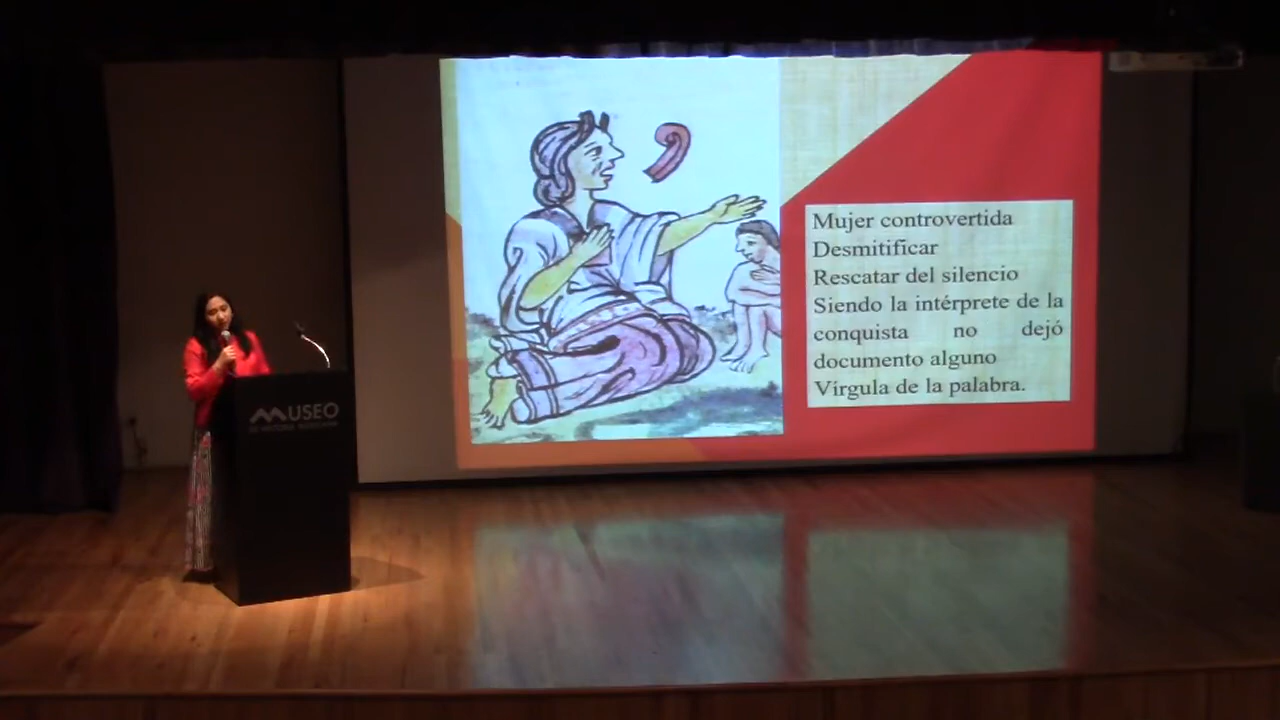 MUSEO
Mujer controvertida
Desmitificar
Rescatar del silencio
Siendo la intérprete de la
conquista no dejó
documento alguno
Vírgula de la palabra.